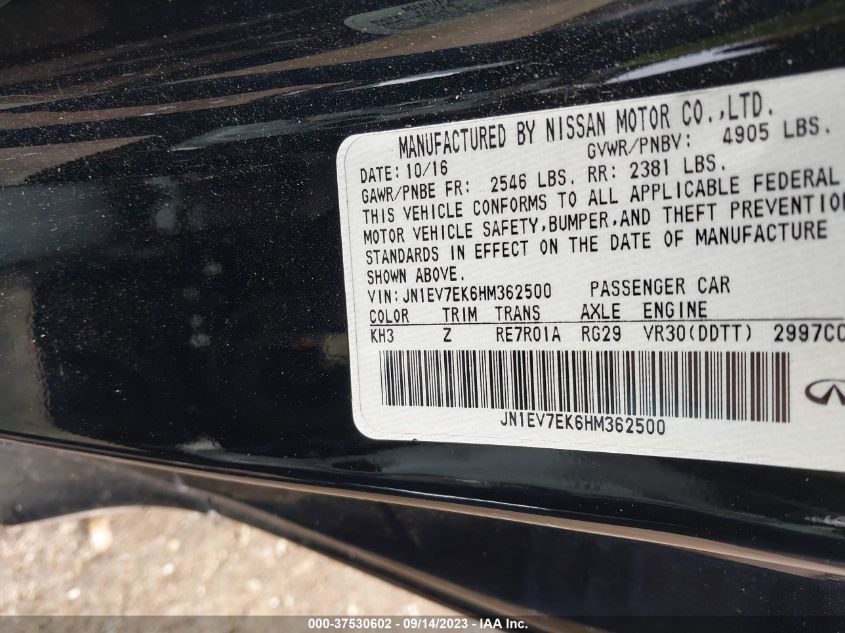 MANUFACTURED BY NISSAN MOTOR CO.,LTD.
DATE: 10/16 GVWR/PNBV: 4905 LBS.
GAWR/PNBE FR: 2546 LBS. RR: 2381 LBS.
THIS VEHICLE CONFORMS TO ALL APPLICABLE FEDERAL
MOTOR VEHICLE SAFETY,BUMPER,AND THEFT PREVENTION
STANDARDS IN EFFECT ON THE DATE OF MANUFACTURE
SHOWN ABOVE.
VIN:JN1EV7EK6HM362500 PASSENGER CAR
COLOR TRIM TRANS AXLE ENGINE
KH3 Z RE7R01A RG29 VR30(DDTT) 2997CC
JN1EV7EK6HM362500
000-37530602 - 09/14/2023 - IAA Inc.